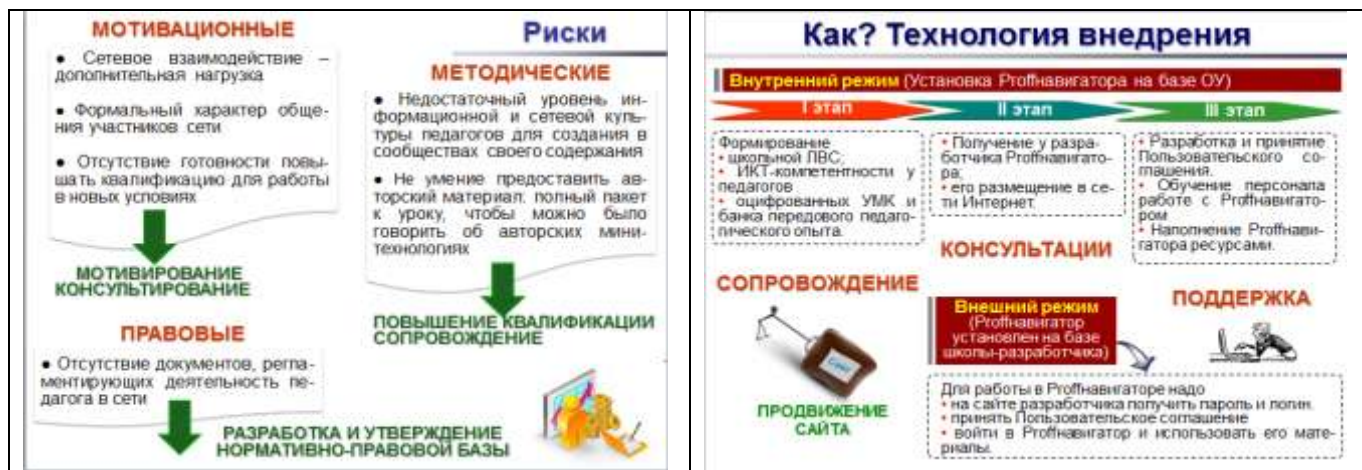 Риски
МОТИВАЦИОННЫЕ
● Сетевое взаимодействие –
дополнительная нагрузка
● Формальный характер обще-
ния участников сети
● Отсутствие готовности повы-
шать квалификацию для работы
в новых условиях
МОТИВИРОВАНИЕ
КОНСУЛЬТИРОВАНИЕ
ПРАВОВЫЕ
● Отсутствие документов, регла-
ментирующих деятельность пе-
дагога в сети
РАЗРАБОТКА И УТВЕРЖДЕНИЕ
НОРМАТИВНО-ПРАВОВОЙ БАЗЫ
МЕТОДИЧЕСКИЕ
● Недостаточный уровень ин-
формационной и сетевой куль-
туры педагогов для создания в
сообществах своего содержания
● Не умение предоставить ав-
торский материал: полный пакет
к уроку, чтобы можно было
говорить об авторских мини-
технологиях
ПОВЫШЕНИЕ КВАЛИФИКАЦИИ
СОПРОВОЖДЕНИЕ
Как? Технология внедрения
Внутренний режим (Установка Proffнавигатора на базе ОУ)
I этап
II этап
III этап
Формирование
• школьной ЛВС;
• ИКТ-компетентности у
педагогов
• оцифрованных УМК и
банка передового педаго-
гического опыта.
• Получение у разра-
ботчика Proffнавигато-
ра;
• его размещение в се-
ти Интернет.
• Разработка и принятие
Пользовательского со-
глашения.
• Обучение персонала
работе с Proffнавигато-
ром
• Наполнение Proffнави-
гатора ресурсами.
КОНСУЛЬТАЦИИ
СОПРОВОЖДЕНИЕ
ПОДДЕРЖКА
Внешний режим
(Proffнавигатор
установлен на базе
школы-разработчика)
ПРОДВИЖЕНИЕ
САЙТА
Для работы в Proffнавигаторе надо
• на сайте разработчика получить пароль и логин.
• принять Пользовательское соглашение
• войти в Proffнавигатор и использовать его мате-
риалы.